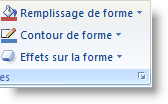 Remplissage de forme
Contour de forme
Effets sur la forme
es